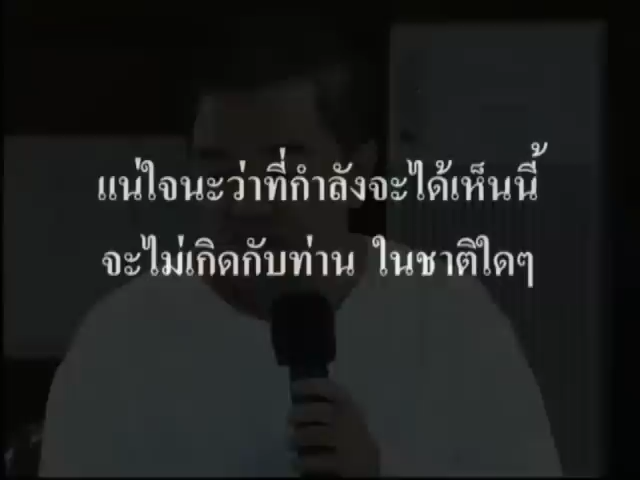 แน่ใจนะว่าที่กำลังจะได้เห็นนี้
จะไม่เกิดกับท่าน ในชาติใดๆ